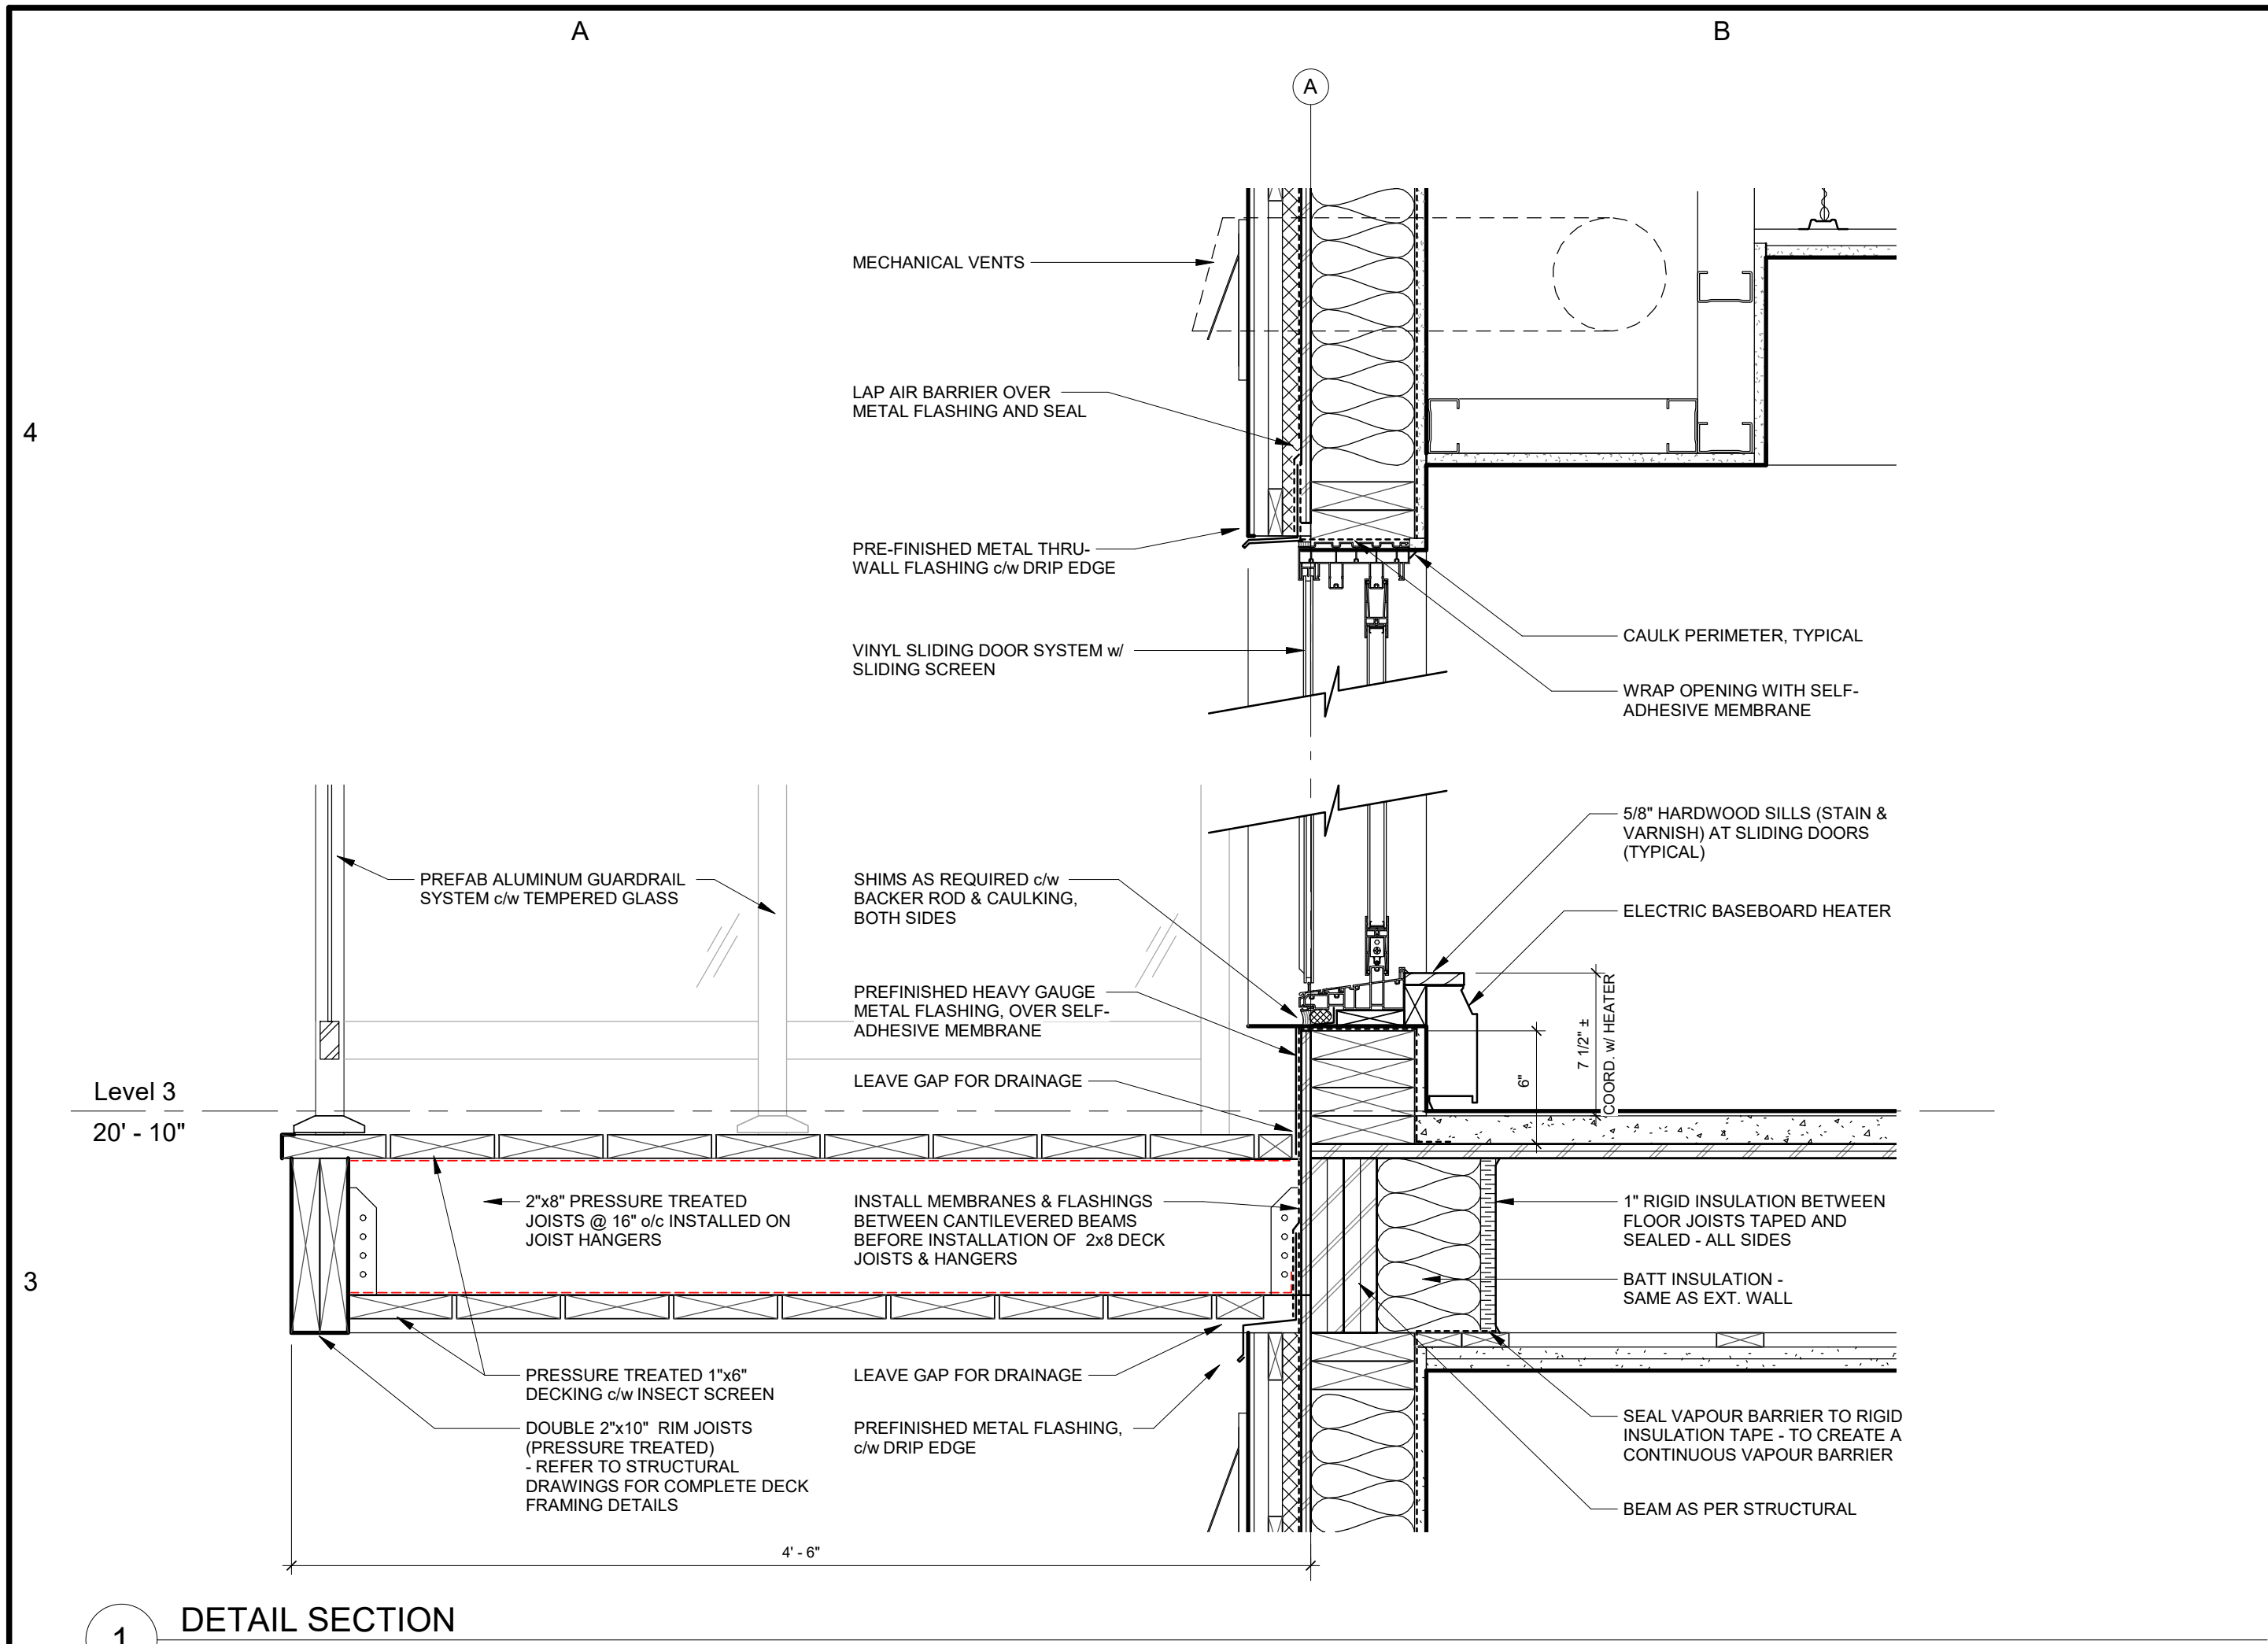 A
B
A
MECHANICAL VENTS
LAP AIR BARRIER OVER
METAL FLASHING AND SEAL
4
PRE-FINISHED METAL THRU-
WALL FLASHING c/w DRIP EDGE
CAULK PERIMETER, TYPICAL
VINYL SLIDING DOOR SYSTEM w/
SLIDING SCREEN
WRAP OPENING WITH SELF-
ADHESIVE MEMBRANE
5/8" HARDWOOD SILLS (STAIN &
VARNISH) AT SLIDING DOORS
(TYPICAL)
PREFAB ALUMINUM GUARDRAIL
SYSTEM c/w TEMPERED GLASS
SHIMS AS REQUIRED c/w
BACKER ROD & CAULKING,
BOTH SIDES
ELECTRIC BASEBOARD HEATER
PREFINISHED HEAVY GAUGE
METAL FLASHING, OVER SELF-
ADHESIVE MEMBRANE
6"
7 1/2" ±
COORD. w/ HEATER
LEAVE GAP FOR DRAINAGE
Level 3
20' - 10"
2"x8" PRESSURE TREATED
JOISTS @ 16" o/c INSTALLED ON
JOIST HANGERS
INSTALL MEMBRANES & FLASHINGS
BETWEEN CANTILEVERED BEAMS
BEFORE INSTALLATION OF 2x8 DECK
JOISTS & HANGERS
1" RIGID INSULATION BETWEEN
FLOOR JOISTS TAPED AND
SEALED - ALL SIDES
3
BATT INSULATION -
SAME AS EXT. WALL
PRESSURE TREATED 1"x6"
DECKING c/w INSECT SCREEN
LEAVE GAP FOR DRAINAGE
DOUBLE 2"x10" RIM JOISTS
(PRESSURE TREATED)
- REFER TO STRUCTURAL
DRAWINGS FOR COMPLETE DECK
FRAMING DETAILS
PREFINISHED METAL FLASHING,
c/w DRIP EDGE
SEAL VAPOUR BARRIER TO RIGID
INSULATION TAPE - TO CREATE A
CONTINUOUS VAPOUR BARRIER
BEAM AS PER STRUCTURAL
4' - 6"
1
DETAIL SECTION